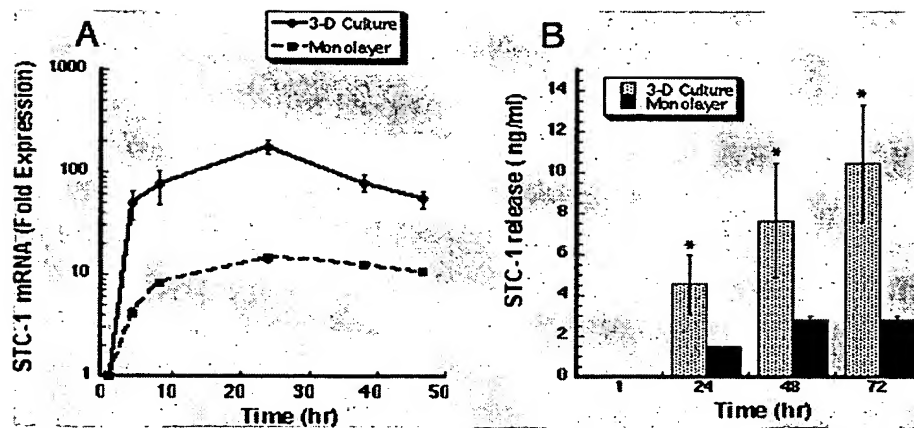 A
3-D Culture
Monolayer
STC-1 mRNA (Fold Expression)
1000
100
10
1
0 10 20 30 40 50
Time (hr)
B
3-D Culture
Monolayer
STC-1 release (ng/ml)
14
12
10
8
6
4
2
0
*
*
*
1 24 48 72
Time (hr)